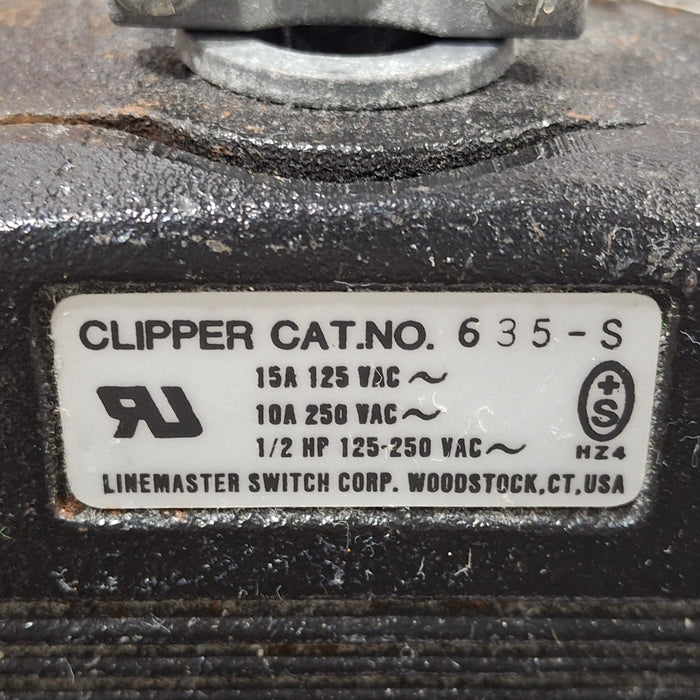 CLIPPER CAT.NO. 635-S
15A 125 VAC ~
10A 250 VAC ~
1/2 HP 125-250 VAC ~
RU
+S
HZ4
LINEMASTER SWITCH CORP. WOODSTOCK,CT,USA